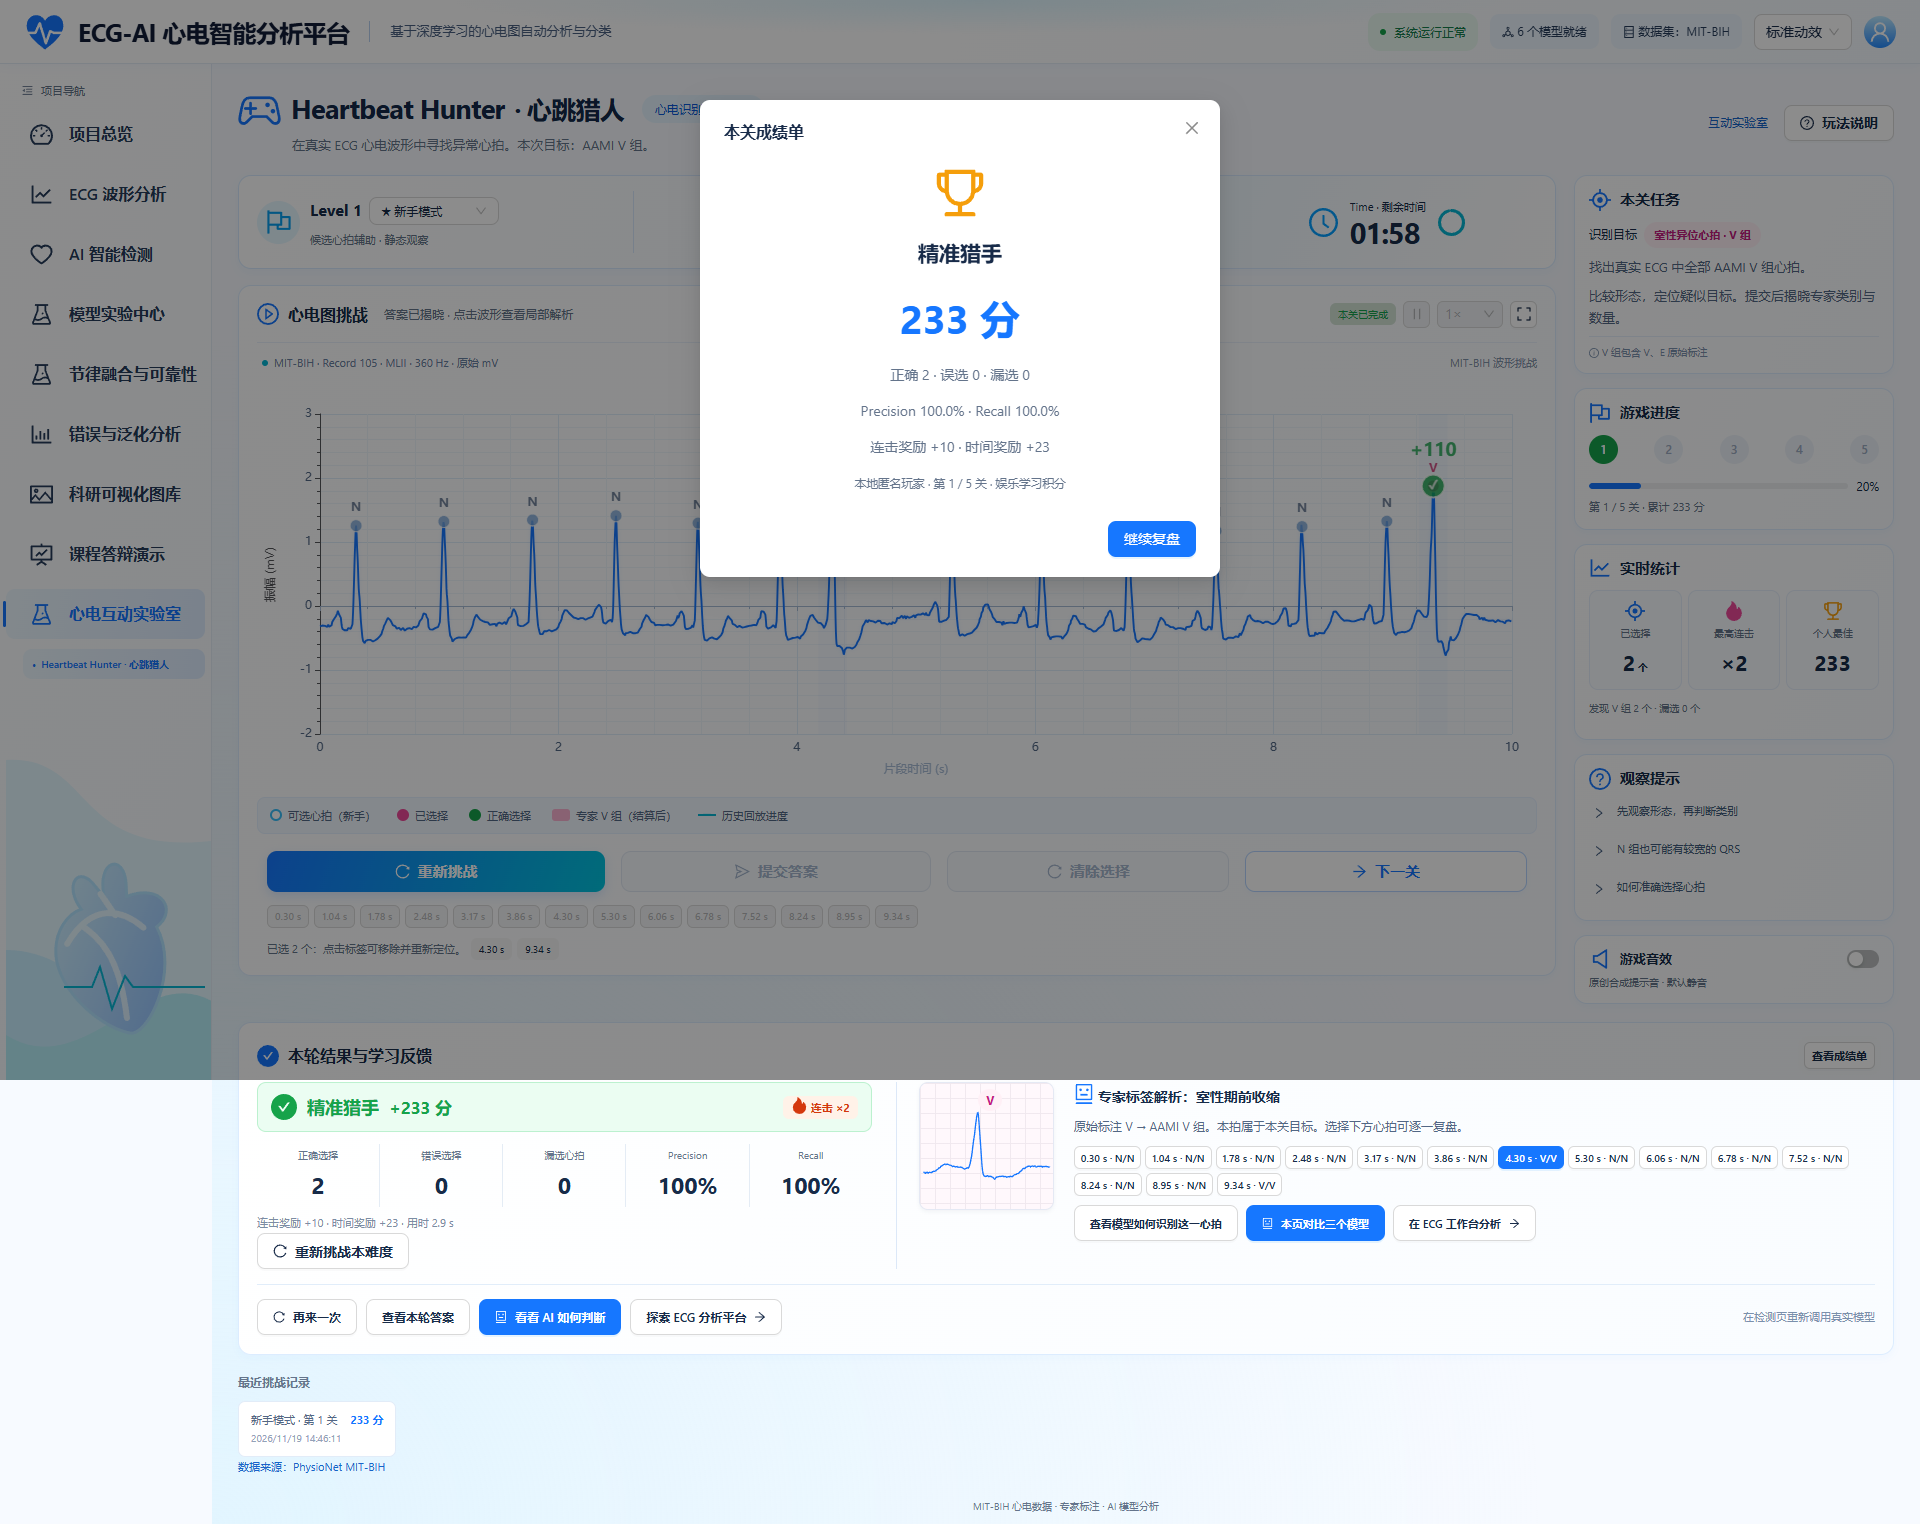 ECG-AI 心电智能分析平台
基于深度学习的心电图自动分析与分类
系统运行正常
6 个模型就绪
数据集：MIT-BIH
标准动效
项目导航
项目总览
ECG 波形分析
AI 智能检测
模型实验中心
节律融合与可靠性
错误与泛化分析
科研可视化图库
课程答辩演示
心电互动实验室
• Heartbeat Hunter · 心跳猎人
Heartbeat Hunter · 心跳猎人
心电识别
在真实 ECG 心电波形中寻找异常心拍。本次目标：AAMI V 组。
互动实验室
玩法说明
Level 1
★ 新手模式
候选心拍辅助 · 静态观察
Time · 剩余时间
01:58
心电图挑战
答案已揭晓 · 点击波形查看局部解析
本关已完成
1×
MIT-BIH · Record 105 · MLII · 360 Hz · 原始 mV
MIT-BIH 波形挑战
振幅 (mV)
3
2
1
0
-1
-2
N
N
N
N
N
N
N
+110
V
0
2
4
6
8
10
片段时间 (s)
可选心拍（新手）
已选择
正确选择
专家 V 组（结算后）
历史回放进度
重新挑战
提交答案
清除选择
下一关
0.30 s
1.04 s
1.78 s
2.48 s
3.17 s
3.86 s
4.30 s
5.30 s
6.06 s
6.78 s
7.52 s
8.24 s
8.95 s
9.34 s
已选 2 个：点击标签可移除并重新定位。
4.30 s
9.34 s
本关成绩单
精准猎手
233 分
正确 2 · 误选 0 · 漏选 0
Precision 100.0% · Recall 100.0%
连击奖励 +10 · 时间奖励 +23
本地匿名玩家 · 第 1 / 5 关 · 娱乐学习积分
继续复盘
本关任务
识别目标
室性异位心拍 · V 组
找出真实 ECG 中全部 AAMI V 组心拍。
比较形态，定位疑似目标。提交后揭晓专家类别与
数量。
V 组包含 V、E 原始标注
游戏进度
1
2
3
4
5
20%
第 1 / 5 关 · 累计 233 分
实时统计
已选择
2 个
最高连击
×2
个人最佳
233
发现 V 组 2 个 · 漏选 0 个
观察提示
先观察形态，再判断类别
N 组也可能有较宽的 QRS
如何准确选择心拍
游戏音效
原创合成提示音 · 默认静音
本轮结果与学习反馈
查看成绩单
精准猎手 +233 分
连击 ×2
正确选择
2
错误选择
0
漏选心拍
0
Precision
100%
Recall
100%
连击奖励 +10 · 时间奖励 +23 · 用时 2.9 s
重新挑战本难度
V
专家标签解析：室性期前收缩
原始标注 V → AAMI V 组。本拍属于本关目标。选择下方心拍可逐一复盘。
0.30 s · N/N
1.04 s · N/N
1.78 s · N/N
2.48 s · N/N
3.17 s · N/N
3.86 s · N/N
4.30 s · V/V
5.30 s · N/N
6.06 s · N/N
6.78 s · N/N
7.52 s · N/N
8.24 s · N/N
8.95 s · N/N
9.34 s · V/V
查看模型如何识别这一心拍
本页对比三个模型
在 ECG 工作台分析 →
再来一次
查看本轮答案
看看 AI 如何判断
探索 ECG 分析平台 →
在检测页重新调用真实模型
最近挑战记录
新手模式 · 第 1 关 233 分
2026/11/19 14:46:11
数据来源：PhysioNet MIT-BIH
MIT-BIH 心电数据 · 专家标注 · AI 模型分析